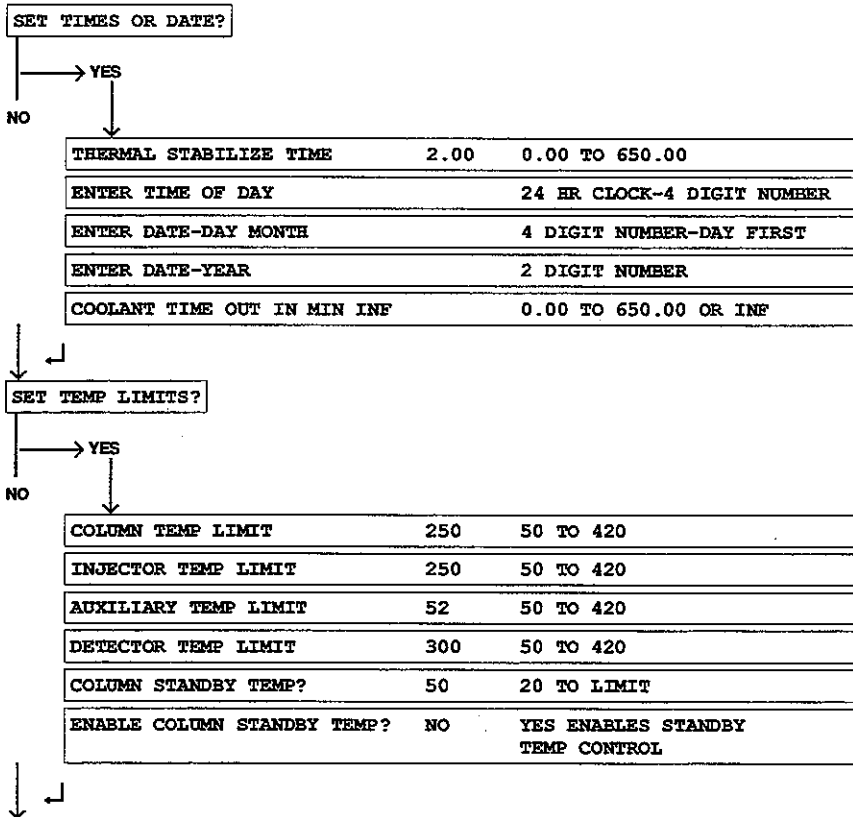 SET TIMES OR DATE?
YES
NO
THERMAL STABILIZE TIME 2.00 0.00 TO 650.00
ENTER TIME OF DAY 24 HR CLOCK-4 DIGIT NUMBER
ENTER DATE-DAY MONTH 4 DIGIT NUMBER-DAY FIRST
ENTER DATE-YEAR 2 DIGIT NUMBER
COOLANT TIME OUT IN MIN INF 0.00 TO 650.00 OR INF
SET TEMP LIMITS?
YES
NO
COLUMN TEMP LIMIT 250 50 TO 420
INJECTOR TEMP LIMIT 250 50 TO 420
AUXILIARY TEMP LIMIT 52 50 TO 420
DETECTOR TEMP LIMIT 300 50 TO 420
COLUMN STANDBY TEMP? 50 20 TO LIMIT
ENABLE COLUMN STANDBY TEMP? NO YES ENABLES STANDBY
TEMP CONTROL